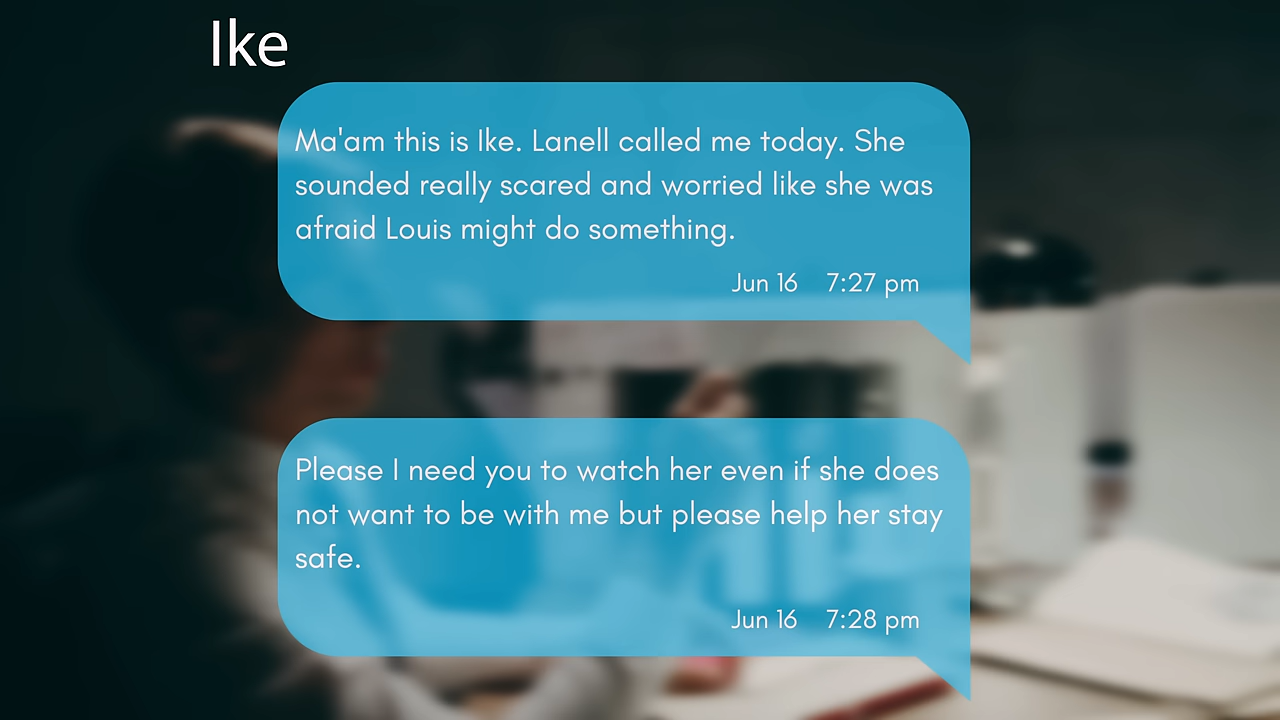 Ike
Ma'am this is Ike. Lanell called me today. She
sounded really scared and worried like she was
afraid Louis might do something.
Jun 16 7:27 pm
Please I need you to watch her even if she does
not want to be with me but please help her stay
safe.
Jun 16 7:28 pm